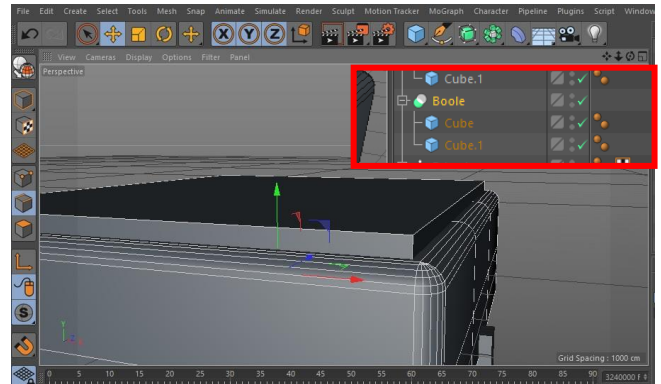 File Edit Create Select Tools Mesh Snap Animate Simulate Render Sculpt Motion Tracker MoGraph Character Pipeline Plugins Script Window
X Y Z
View Cameras Display Options Filter Panel
Perspective
Cube.1
Boole
Cube
Cube.1
S
Y
Z X
Grid Spacing : 1000 cm
0 5 10 15 20 25 30 35 40 45 50 55 60 65 70 75 80 85 90 3240000 F